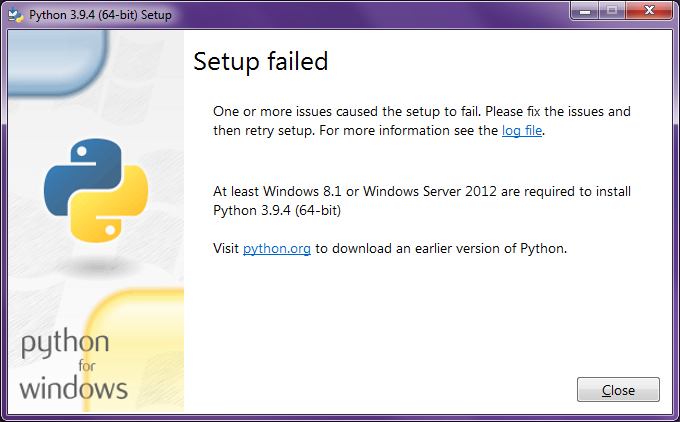 Python 3.9.4 (64-bit) Setup
Setup failed
One or more issues caused the setup to fail. Please fix the issues and
then retry setup. For more information see the log file.
At least Windows 8.1 or Windows Server 2012 are required to install
Python 3.9.4 (64-bit)
Visit python.org to download an earlier version of Python.
python
for
windows
Close